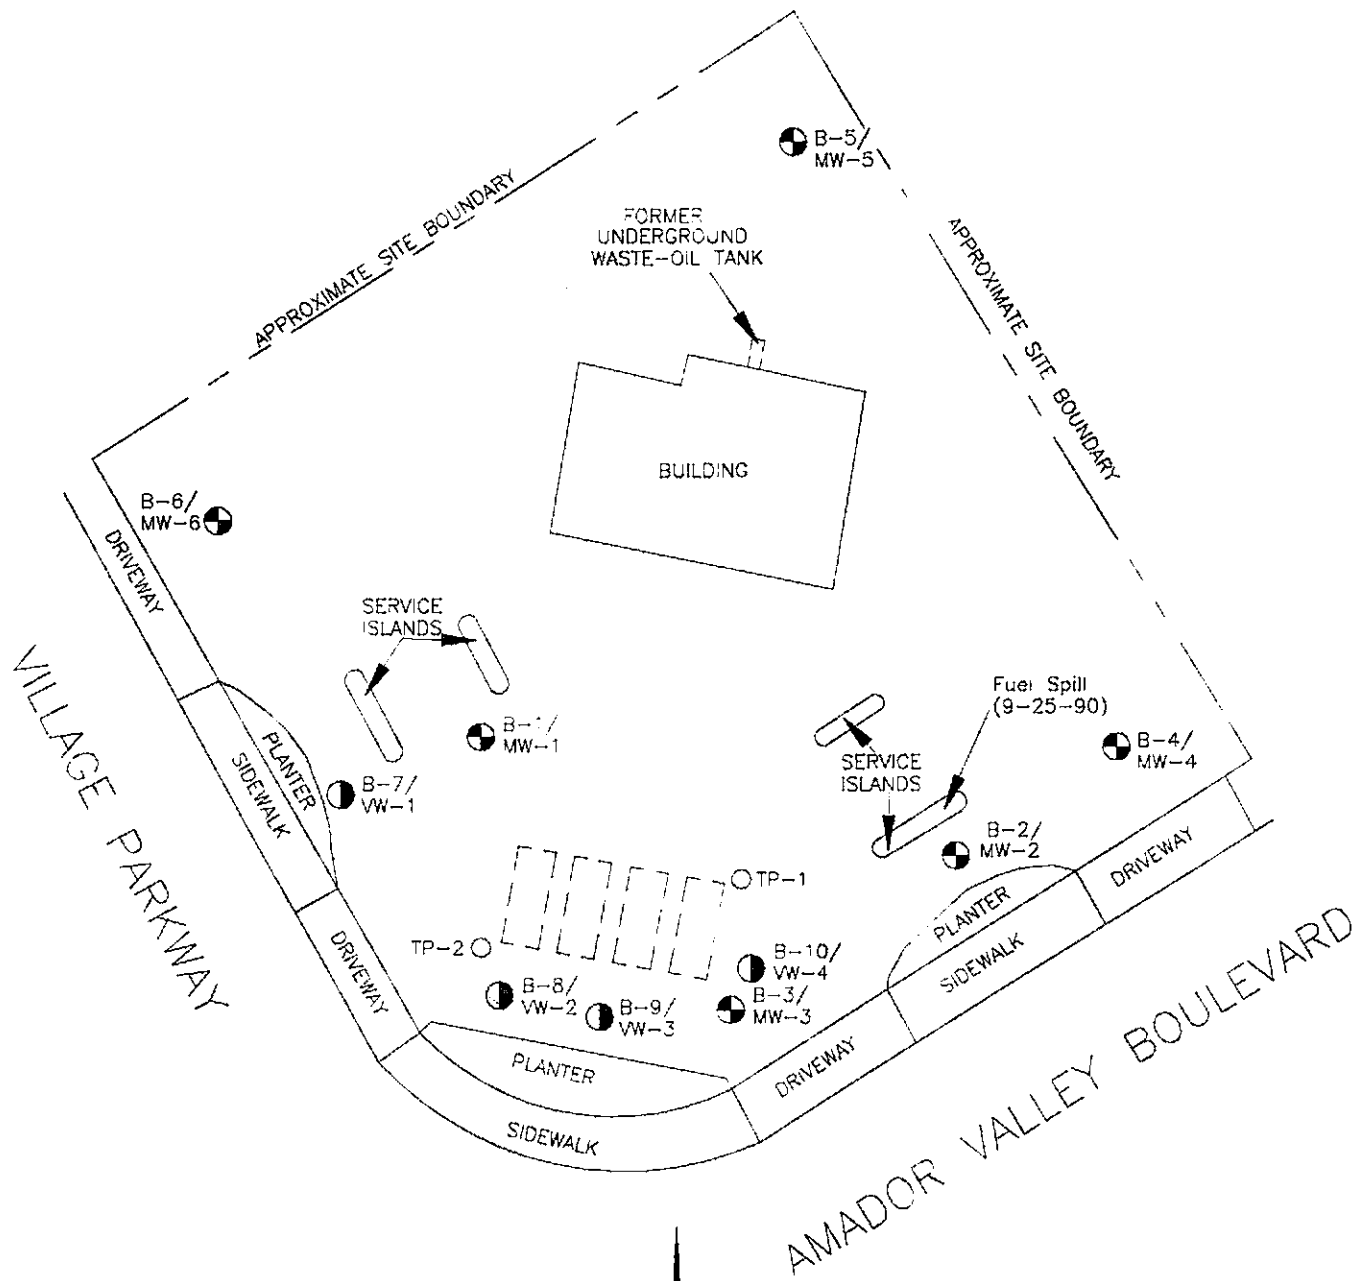 B-5/
MW-5
APPROXIMATE SITE BOUNDARY
FORMER
UNDERGROUND
WASTE-OIL TANK
APPROXIMATE SITE BOUNDARY
BUILDING
B-6/
MW-6
DRIVEWAY
SERVICE
ISLANDS
VILLAGE PARKWAY
PLANTER
SIDEWALK
B-1/
MW-1
B-7/
VW-1
Fuel Spill
(9-25-90)
SERVICE
ISLANDS
B-4/
MW-4
B-2/
MW-2
DRIVEWAY
PLANTER
SIDEWALK
TP-1
TP-2
DRIVEWAY
B-10/
VW-4
B-8/
VW-2
B-9/
VW-3
B-3/
MW-3
DRIVEWAY
PLANTER
SIDEWALK
AMADOR VALLEY BOULEVARD